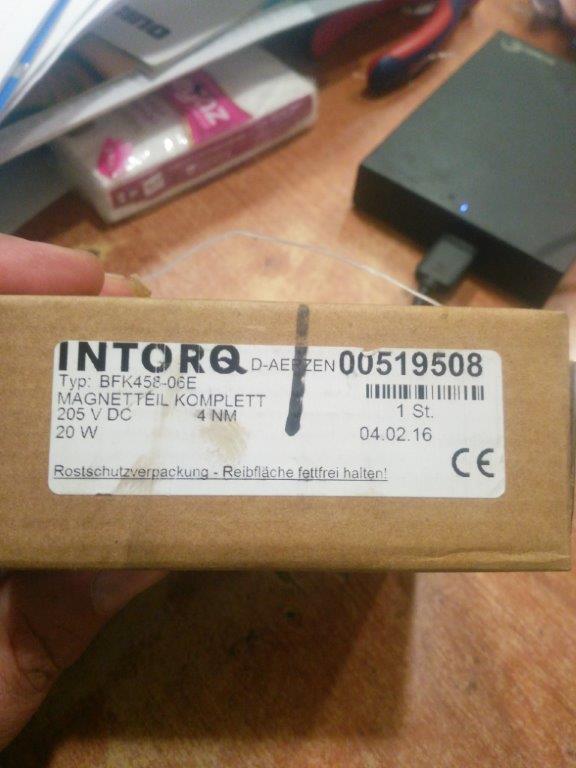 INTORQ D-AERZEN 00519508
Typ: BFK458-06E
MAGNETTEIL KOMPLETT
205 V DC 4 NM 1 St.
20 W 04.02.16
CE
Rostschutzverpackung - Reibfläche fettfrei halten!